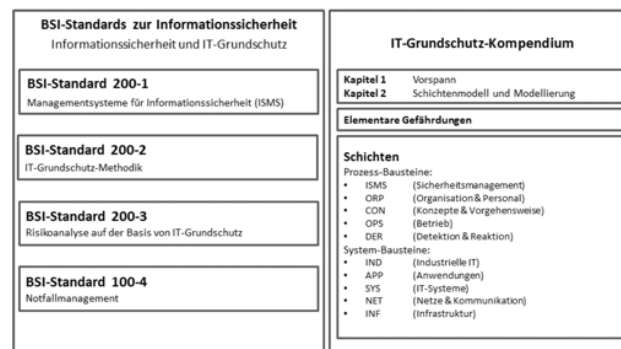 BSI-Standards zur Informationssicherheit
Informationssicherheit und IT-Grundschutz
BSI-Standard 200-1
Managementsysteme für Informationssicherheit (ISMS)
BSI-Standard 200-2
IT-Grundschutz-Methodik
BSI-Standard 200-3
Risikoanalyse auf der Basis von IT-Grundschutz
BSI-Standard 100-4
Notfallmanagement
IT-Grundschutz-Kompendium
Kapitel 1 Vorspann
Kapitel 2 Schichtenmodell und Modellierung
Elementare Gefährdungen
Schichten
Prozess-Bausteine:
• ISMS (Sicherheitsmanagement)
• ORP (Organisation & Personal)
• CON (Konzepte & Vorgehensweise)
• OPS (Betrieb)
• DER (Detektion & Reaktion)
System-Bausteine:
• IND (Industrielle IT)
• APP (Anwendungen)
• SYS (IT-Systeme)
• NET (Netze & Kommunikation)
• INF (Infrastruktur)